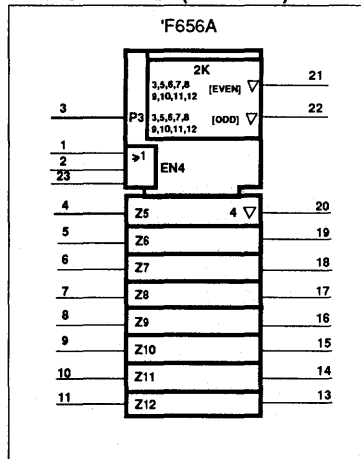 'F656A
2K
3,5,6,7,8
9,10,11,12 [EVEN] ▽ 21
3 P3 3,5,6,7,8
9,10,11,12 [ODD] ▽ 22
1 ≥1
2 EN4
23
4 Z5 4 ▽ 20
5 Z6 19
6 Z7 18
7 Z8 17
8 Z9 16
9 Z10 15
10 Z11 14
11 Z12 13